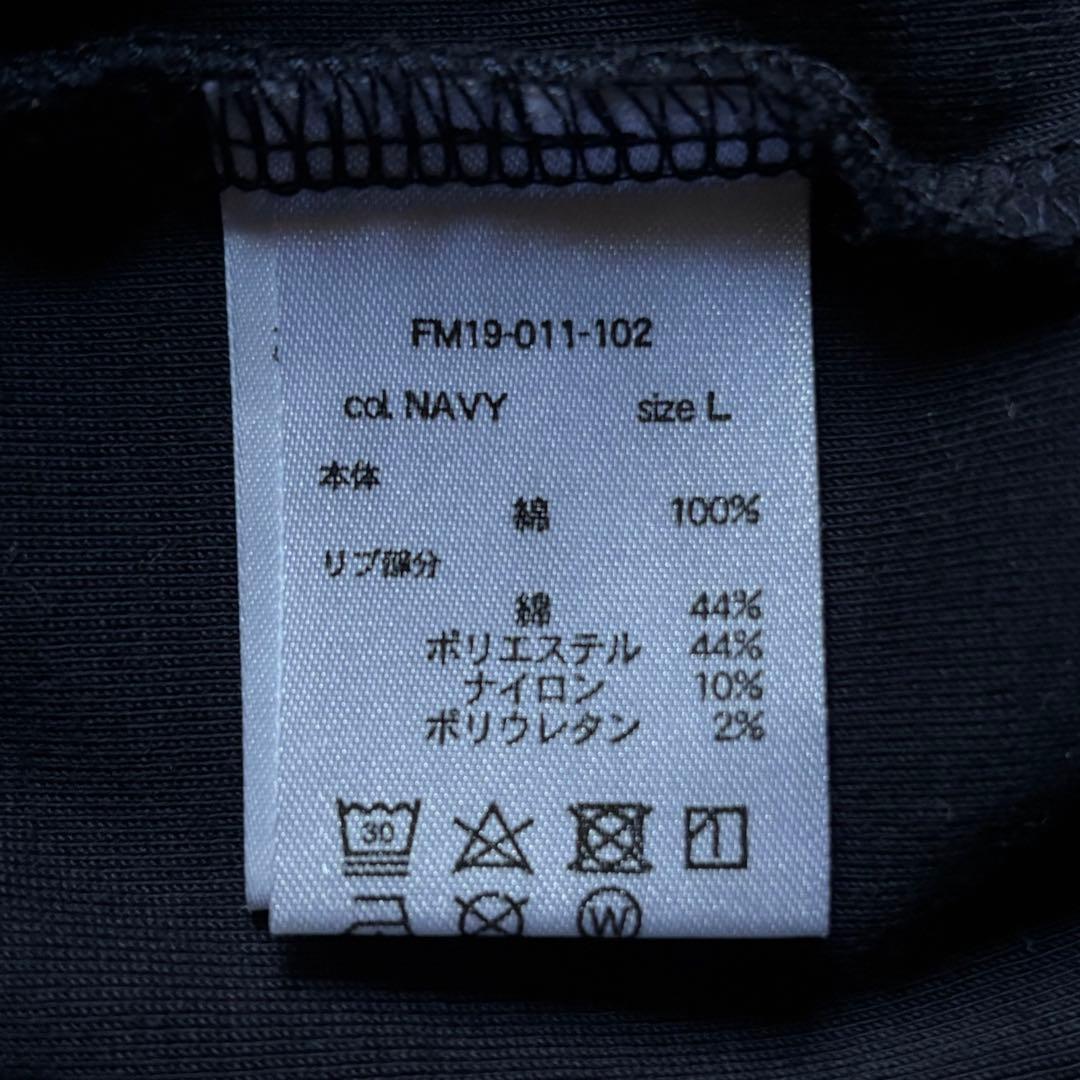 FM19-011-102
col. NAVY size L
本体
綿 100%
リブ部分
綿 44%
ポリエステル 44%
ナイロン 10%
ポリウレタン 2%
30
W